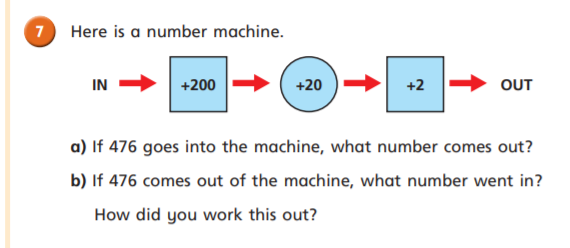 7 Here is a number machine.
IN +200 +20 +2 OUT
a) If 476 goes into the machine, what number comes out?
b) If 476 comes out of the machine, what number went in?
How did you work this out?